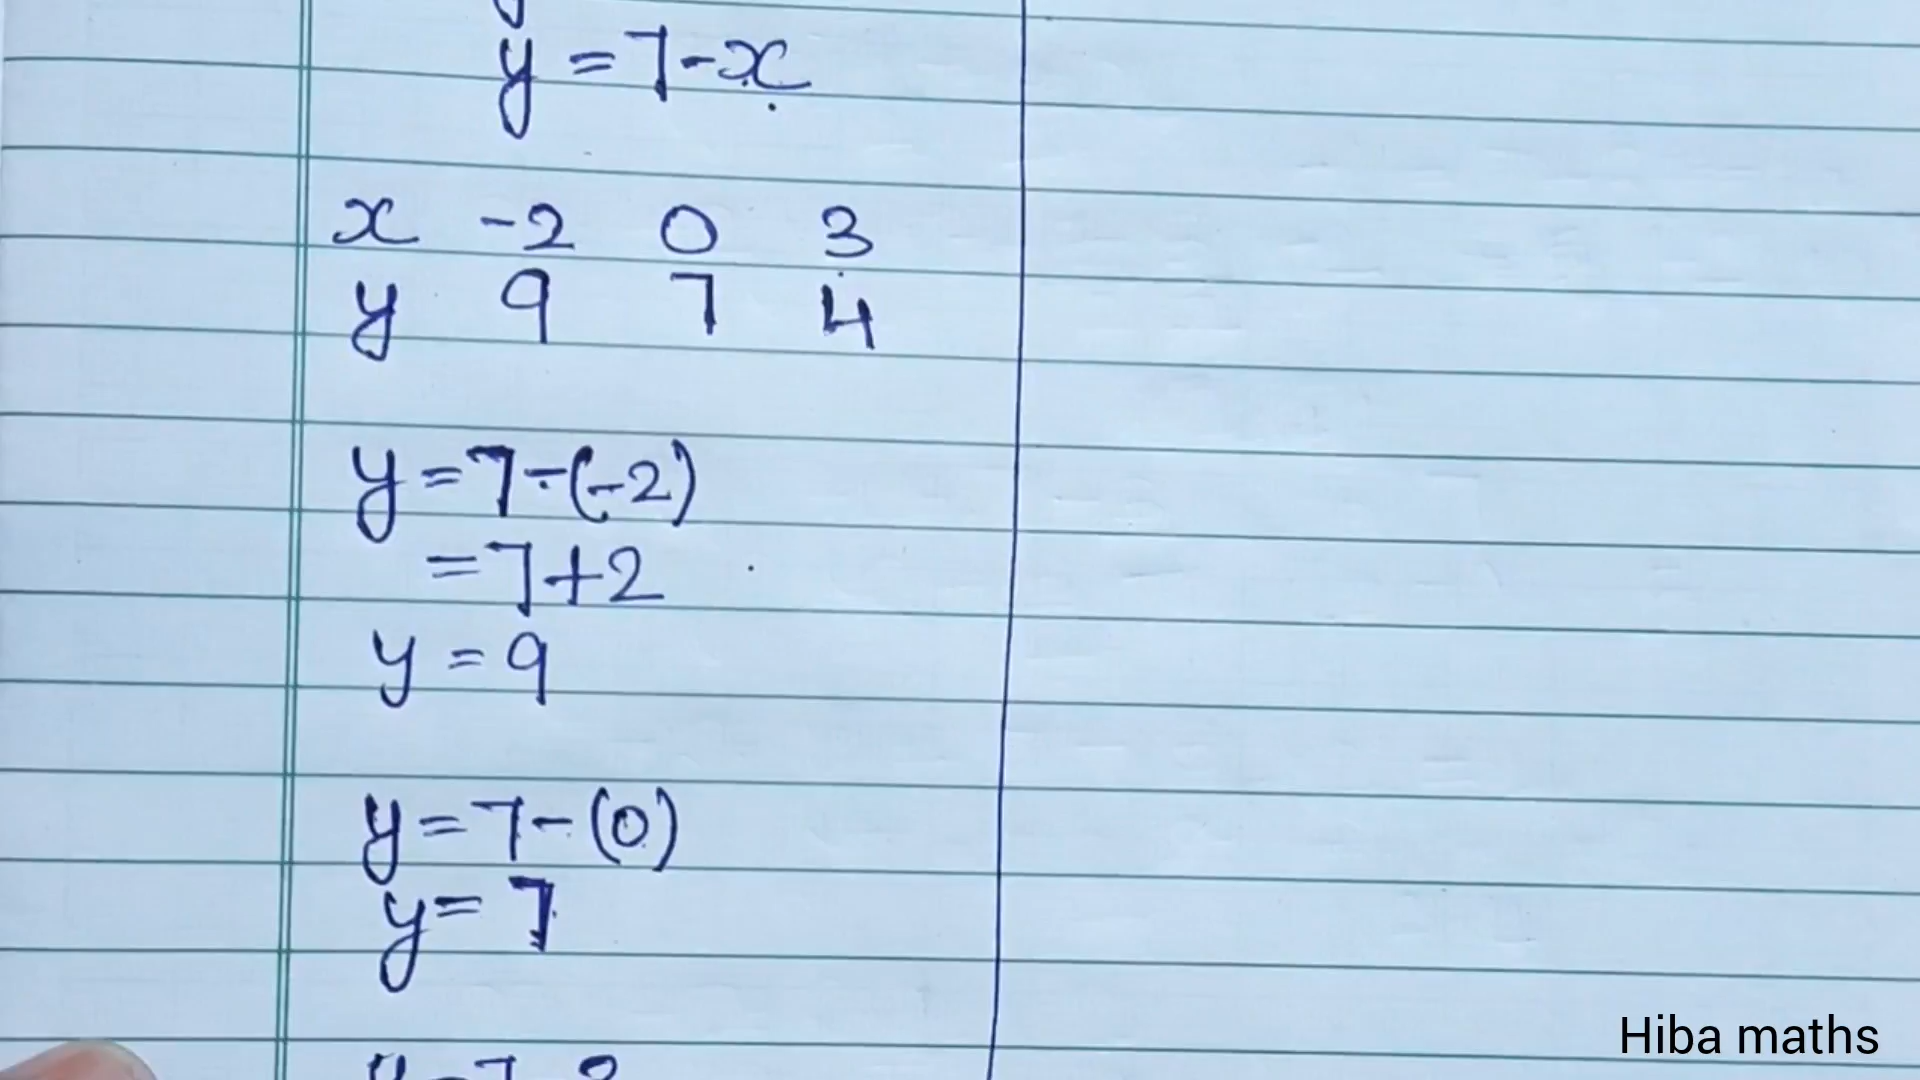 y = 7 - x
x -2 0 3
y 9 7 4
y = 7 - (-2)
= 7 + 2
y = 9
y = 7 - (0)
y = 7
Hiba maths